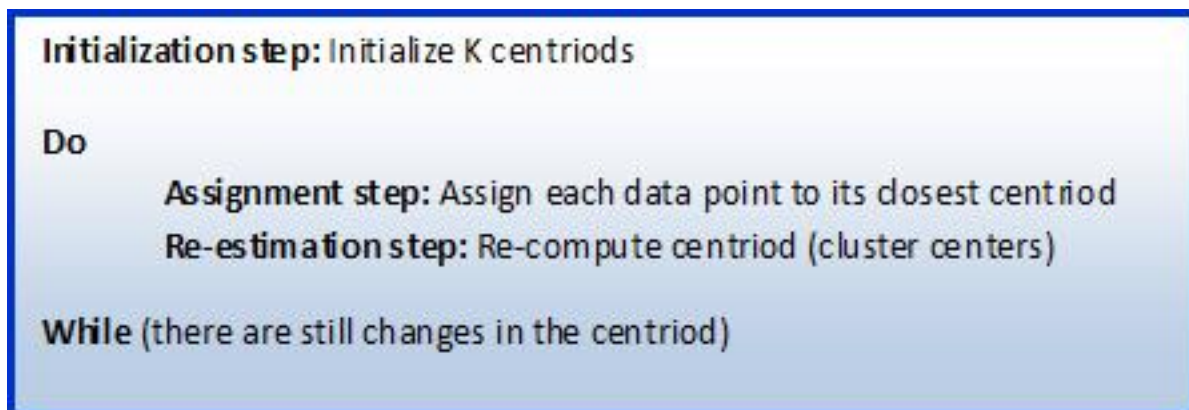 Initialization step: Initialize K centriods
Do
Assignment step: Assign each data point to its closest centriod
Re-estimation step: Re-compute centriod (cluster centers)
While (there are still changes in the centriod)